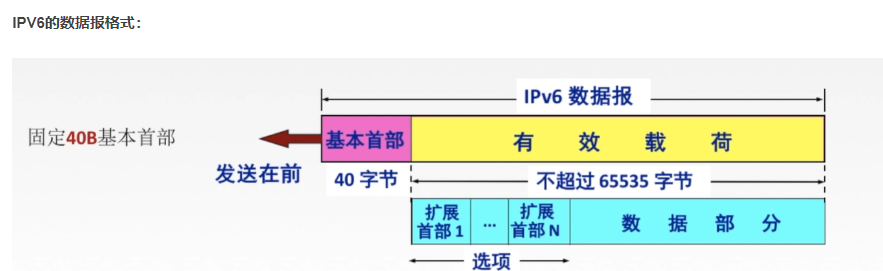 IPV6的数据报格式：
IPv6 数据报
固定40B基本首部
基本首部
有效载荷
发送在前
40 字节
不超过 65535 字节
扩展
首部 1
...
扩展
首部 N
数据部分
选项